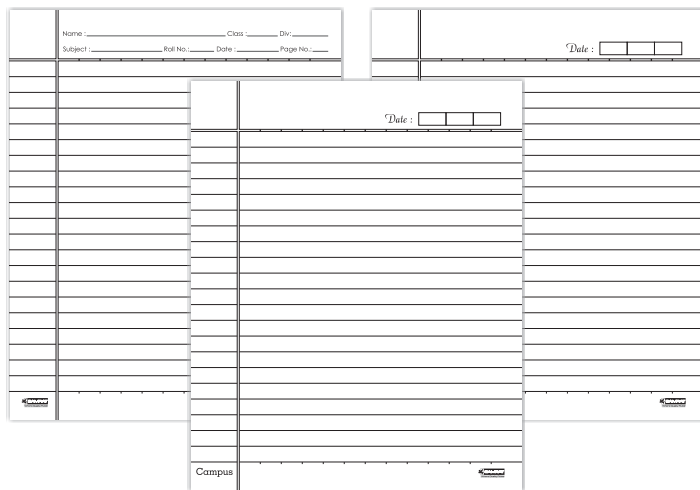 Name : Class : Div:
Subject : Roll No.: Date : Page No.:
Date :
Date :
Campus